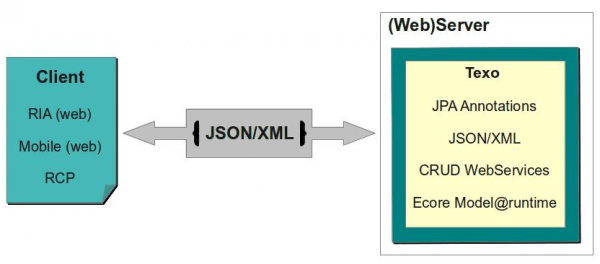 Client
RIA (web)
Mobile (web)
RCP
{ JSON/XML }
(Web)Server
Texo
JPA Annotations
JSON/XML
CRUD WebServices
Ecore Model@runtime